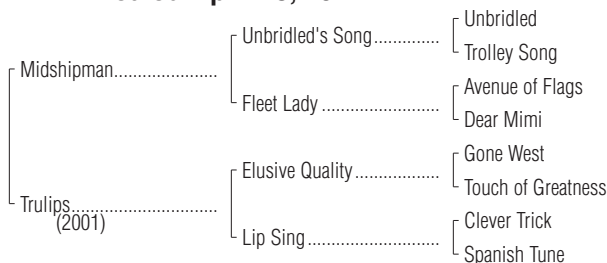 Unbridled
Unbridled's Song
Trolley Song
Midshipman
Avenue of Flags
Fleet Lady
Dear Mimi
Gone West
Elusive Quality
Touch of Greatness
Trulips
(2001)
Clever Trick
Lip Sing
Spanish Tune